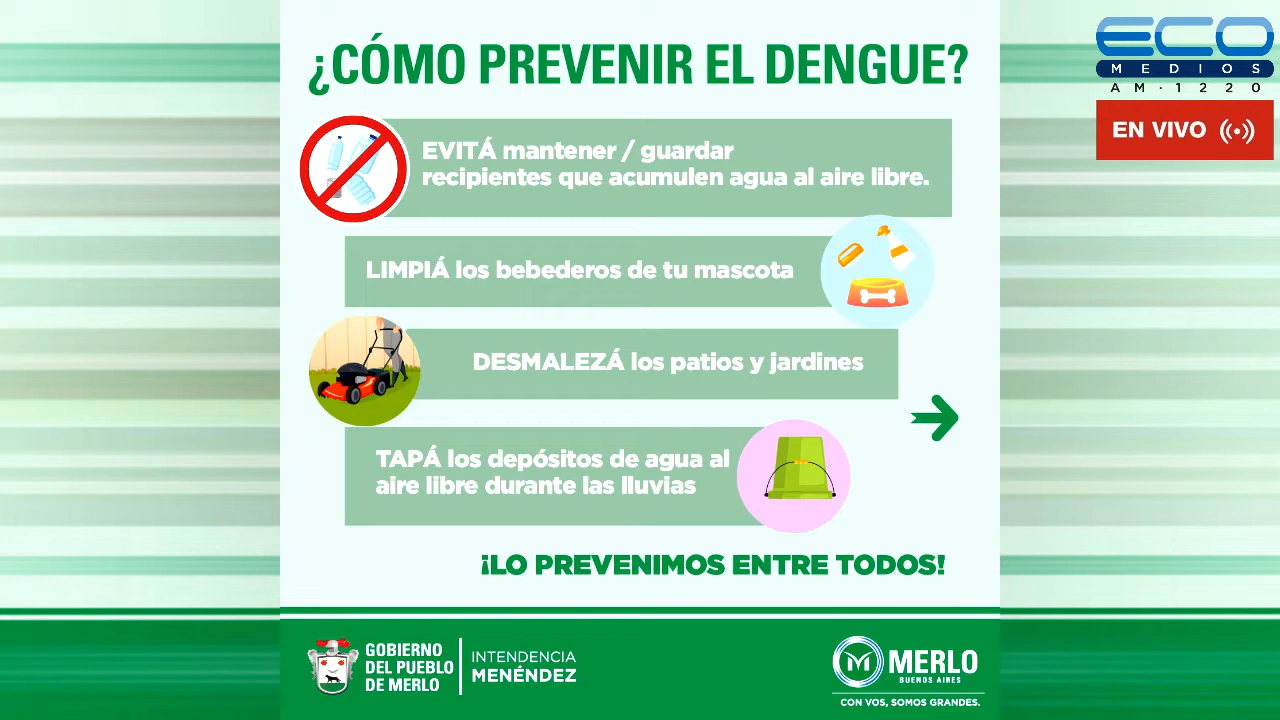 ¿CÓMO PREVENIR EL DENGUE?
ECO
MEDIOS
AM·1220
EN VIVO
EVITÁ mantener / guardar
recipientes que acumulen agua al aire libre.
LIMPIÁ los bebederos de tu mascota
DESMALEZÁ los patios y jardines
TAPÁ los depósitos de agua al
aire libre durante las lluvias
¡LO PREVENIMOS ENTRE TODOS!
GOBIERNO
DEL PUEBLO
DE MERLO
INTENDENCIA
MENÉNDEZ
MERLO
BUENOS AIRES
CON VOS, SOMOS GRANDES.